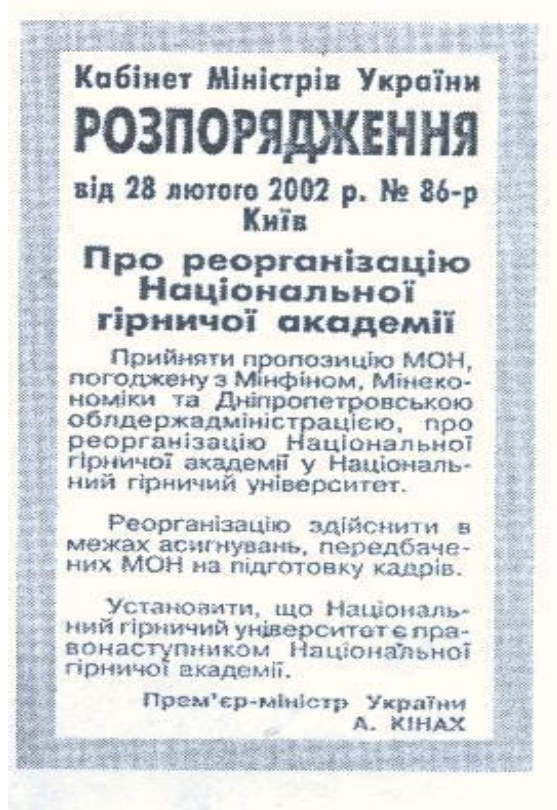 Кабінет Міністрів України
РОЗПОРЯДЖЕННЯ
від 28 лютого 2002 р. № 86-р
Київ
Про реорганізацію
Національної
гірничої академії
Прийняти пропозицію МОН,
погоджену з Мінфіном, Мінеко-
номіки та Дніпропетровською
облдержадміністрацією, про
реорганізацію Національної
гірничої академії у Національ-
ний гірничий університет.
Реорганізацію здійснити в
межах асигнувань, передбаче-
них МОН на підготовку кадрів.
Установити, що Національ-
ний гірничий університет є пра-
вонаступником Національної
гірничої академії.
Прем’єр-міністр України
А. КІНАХ